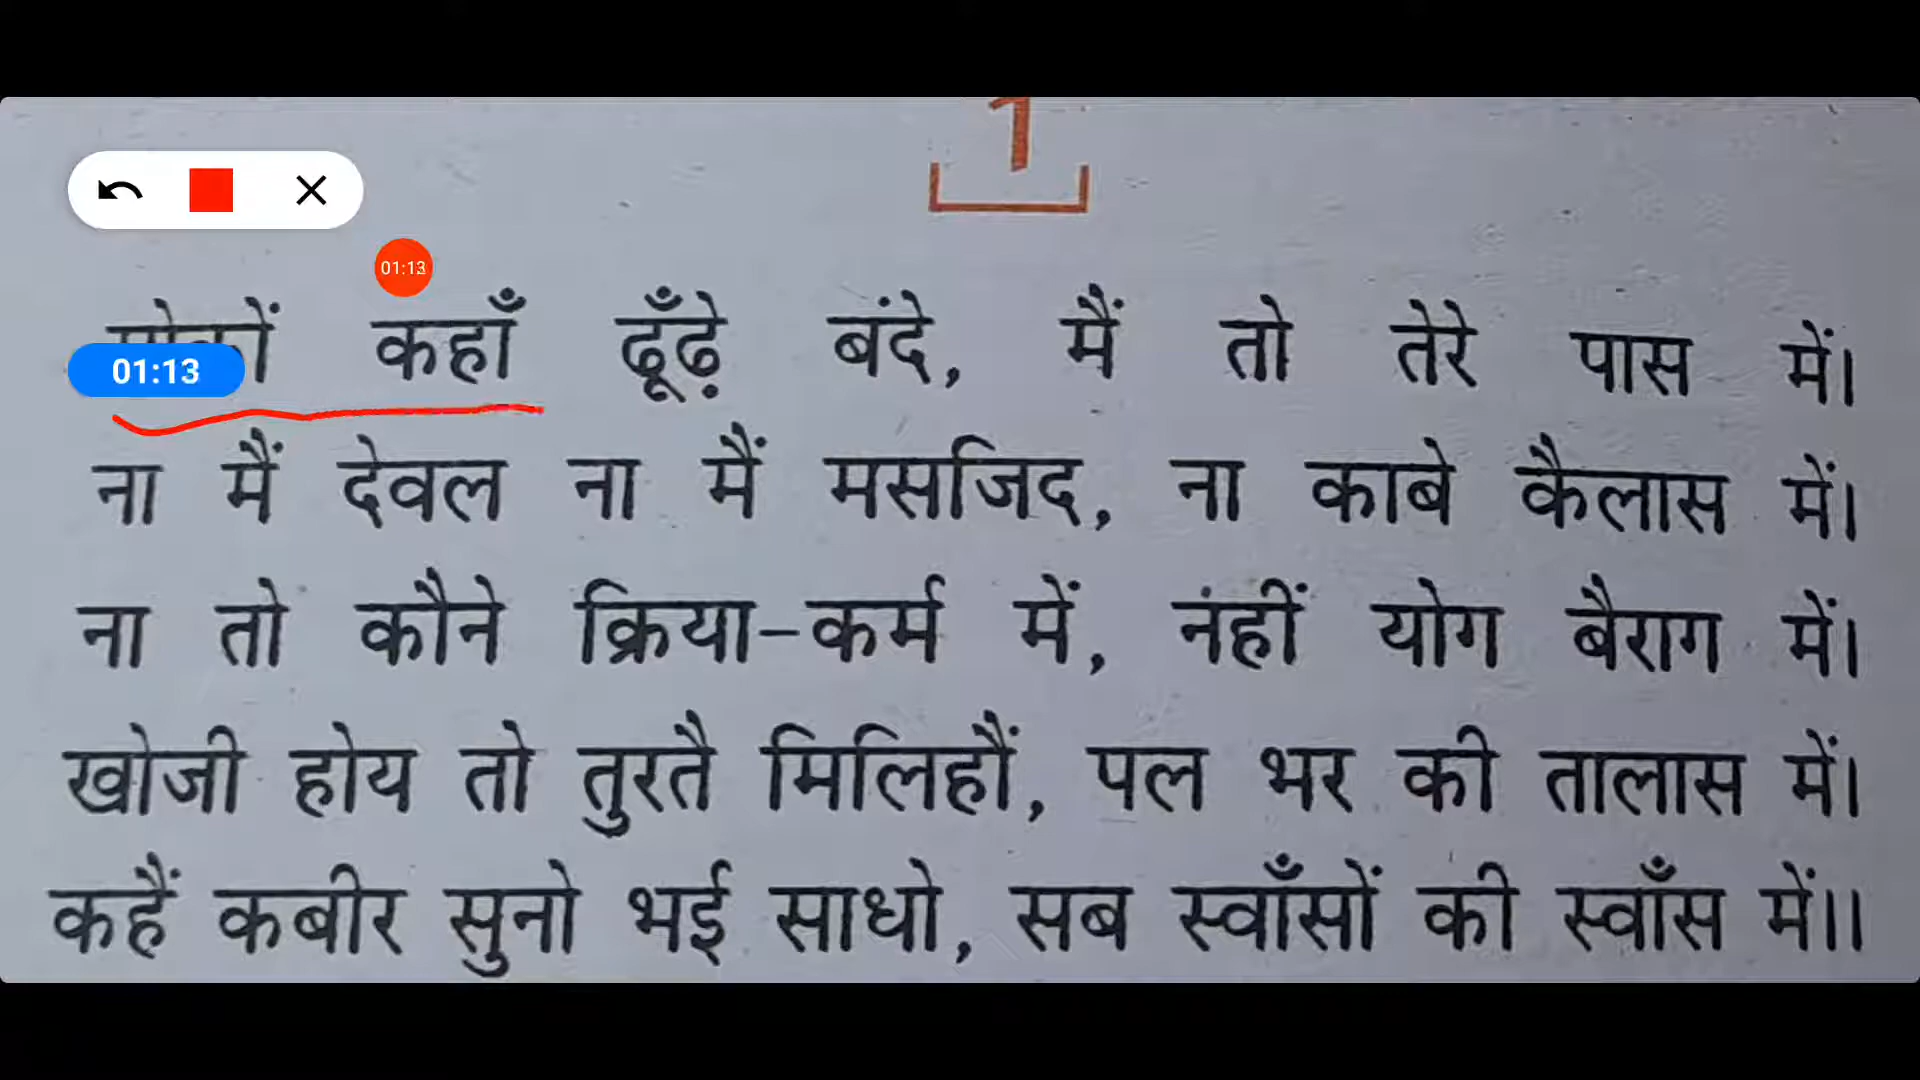 1
01:13
कहाँ ढूँढ़े बंदे, मैं तो तेरे पास में।
01:13
ना मैं देवल ना मैं मसजिद, ना काबे कैलास में।
ना तो कौने क्रिया-कर्म में, नंहीं योग बैराग में।
खोजी होय तो तुरतै मिलिहौं, पल भर की तालास में।
कहैं कबीर सुनो भई साधो, सब स्वाँसों की स्वाँस में॥